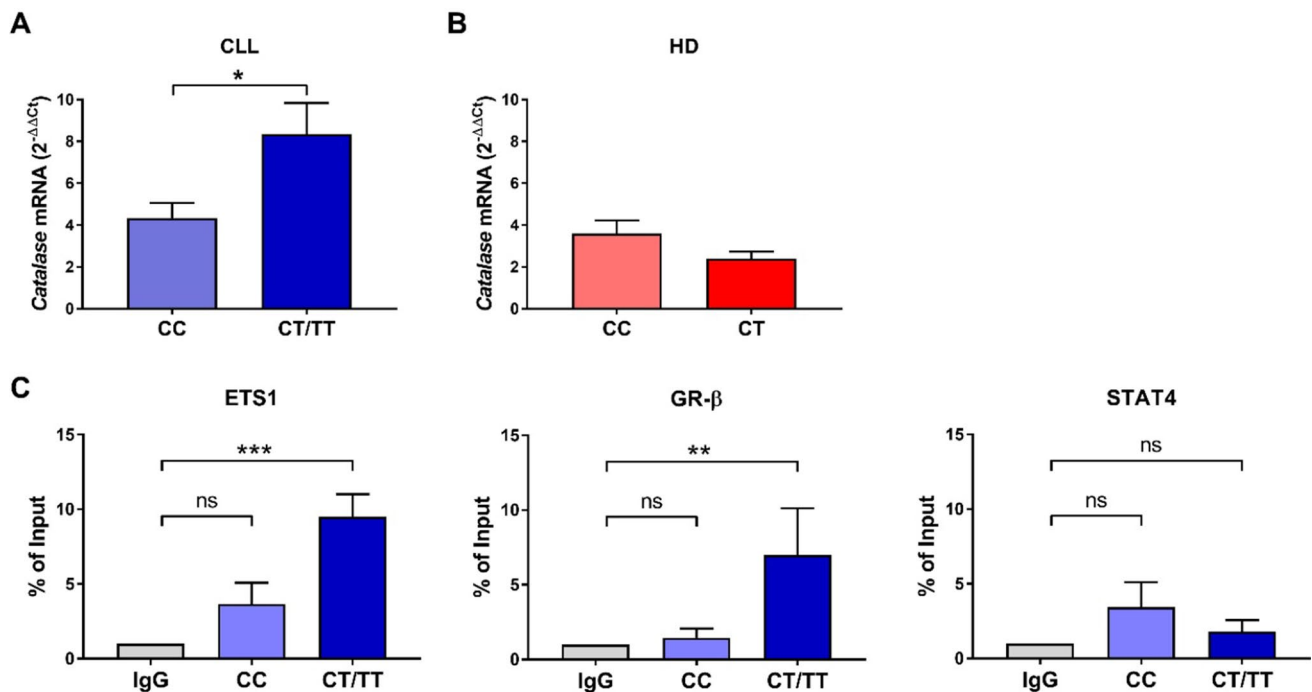 A
CLL
*
Catalase mRNA (2^-ΔΔCt)
10
8
6
4
2
0
CC
CT/TT
B
HD
Catalase mRNA (2^-ΔΔCt)
10
8
6
4
2
0
CC
CT
C
ETS1
% of Input
15
10
5
0
***
ns
IgG
CC
CT/TT
GR-β
% of Input
15
10
5
0
**
ns
IgG
CC
CT/TT
STAT4
% of Input
15
10
5
0
ns
ns
IgG
CC
CT/TT